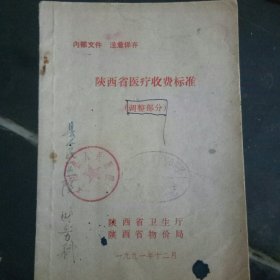 内部文件　注意保存
陕西省医疗收费标准
（调整部分）
陕西省卫生厅
陕西省物价局
一九九一年十二月